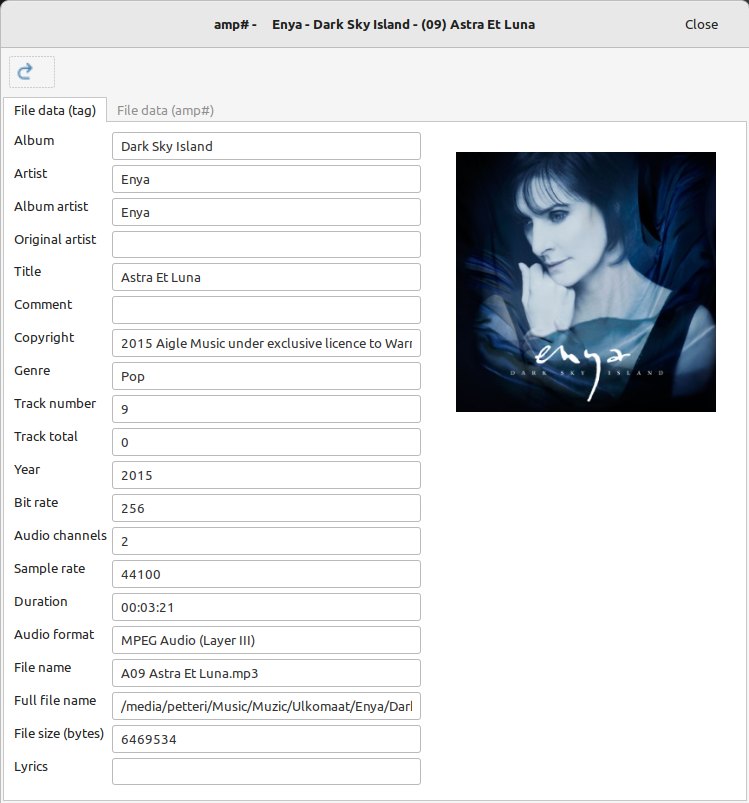 amp# - Enya - Dark Sky Island - (09) Astra Et Luna
Close
File data (tag)
File data (amp#)
Album
Dark Sky Island
Artist
Enya
Album artist
Enya
Original artist
Title
Astra Et Luna
Comment
Copyright
2015 Aigle Music under exclusive licence to Warr
Genre
Pop
Track number
9
Track total
0
Year
2015
Bit rate
256
Audio channels
2
Sample rate
44100
Duration
00:03:21
Audio format
MPEG Audio (Layer III)
File name
A09 Astra Et Luna.mp3
Full file name
/media/petteri/Music/Muzic/Ulkomaat/Enya/Darl
File size (bytes)
6469534
Lyrics
enya
DARK SKY ISLAND